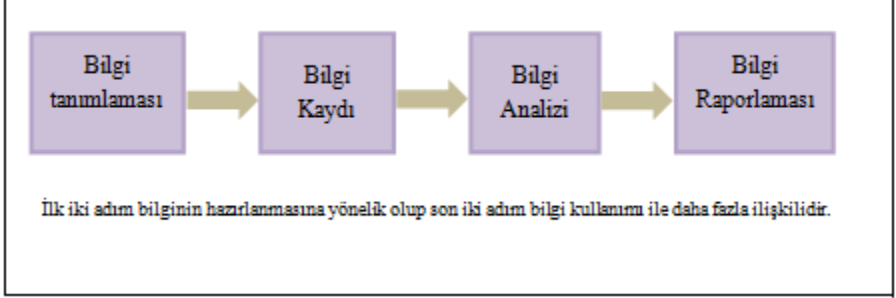 Bilgi
tanımlaması
Bilgi
Kaydı
Bilgi
Analizi
Bilgi
Raporlaması
İlk iki adım bilginin hazırlanmasına yönelik olup son iki adım bilgi kullanımı ile daha fazla ilişkilidir.